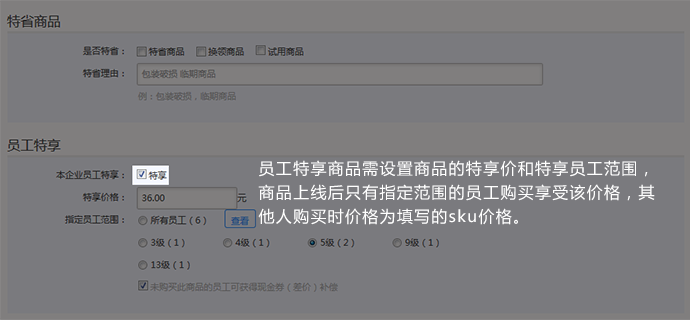 特省商品
是否特省： 特省商品 换领商品 试用商品
特省理由： 包装破损 临期商品
例：包装破损，临期商品
员工特享
本企业员工特享： 特享
特享价格： 36.00 元
指定员工范围： 所有员工（6） 查看
3级（1） 4级（1） 5级（2） 9级（1）
13级（1）
未购买此商品的员工可获得现金券（差价）补偿
员工特享商品需设置商品的特享价和特享员工范围，
商品上线后只有指定范围的员工购买享受该价格，其
他人购买时价格为填写的sku价格。